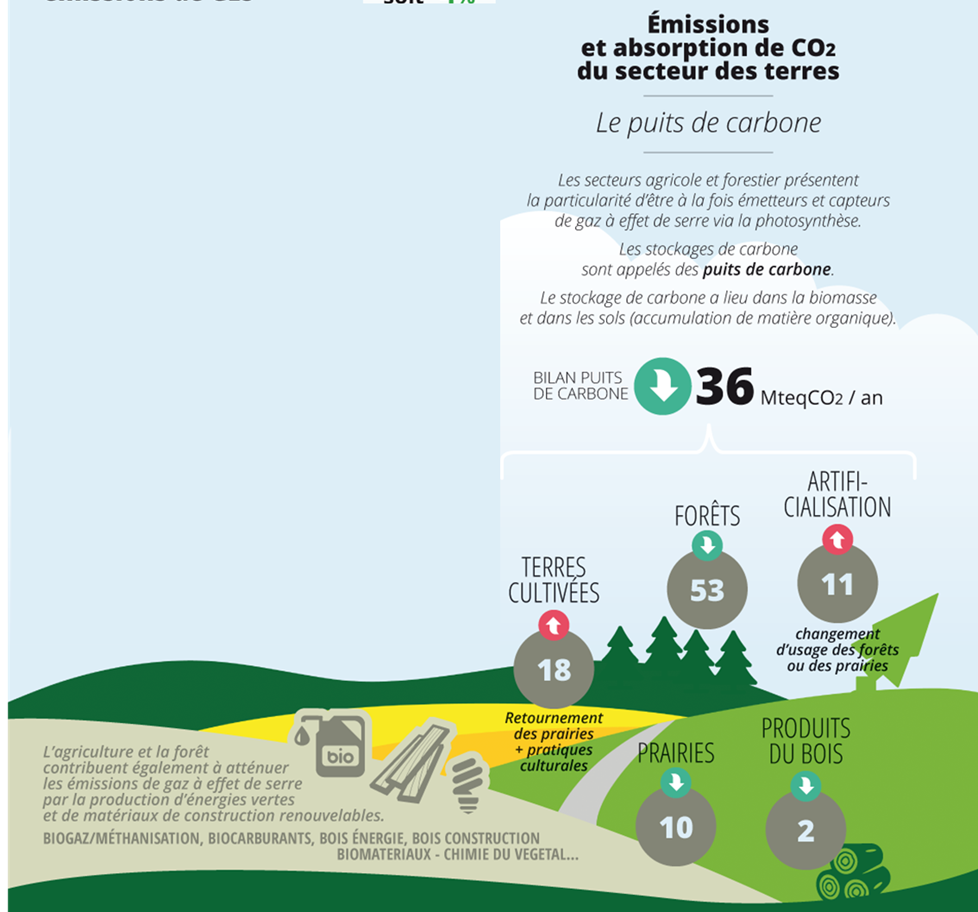 soit -1%
Émissions
et absorption de CO2
du secteur des terres
Le puits de carbone
Les secteurs agricole et forestier présentent
la particularité d'être à la fois émetteurs et capteurs
de gaz à effet de serre via la photosynthèse.
Les stockages de carbone
sont appelés des puits de carbone.
Le stockage de carbone a lieu dans la biomasse
et dans les sols (accumulation de matière organique).
BILAN PUITS
DE CARBONE
36 MteqCO2 / an
ARTIFI-
CIALISATION
11
changement
d'usage des forêts
ou des prairies
FORÊTS
53
TERRES
CULTIVÉES
18
Retournement
des prairies
+ pratiques
culturales
PRAIRIES
10
PRODUITS
DU BOIS
2
bio
L'agriculture et la forêt
contribuent également à atténuer
les émissions de gaz à effet de serre
par la production d'énergies vertes
et de matériaux de construction renouvelables.
BIOGAZ/MÉTHANISATION, BIOCARBURANTS, BOIS ÉNERGIE, BOIS CONSTRUCTION
BIOMATERIAUX - CHIMIE DU VEGETAL...